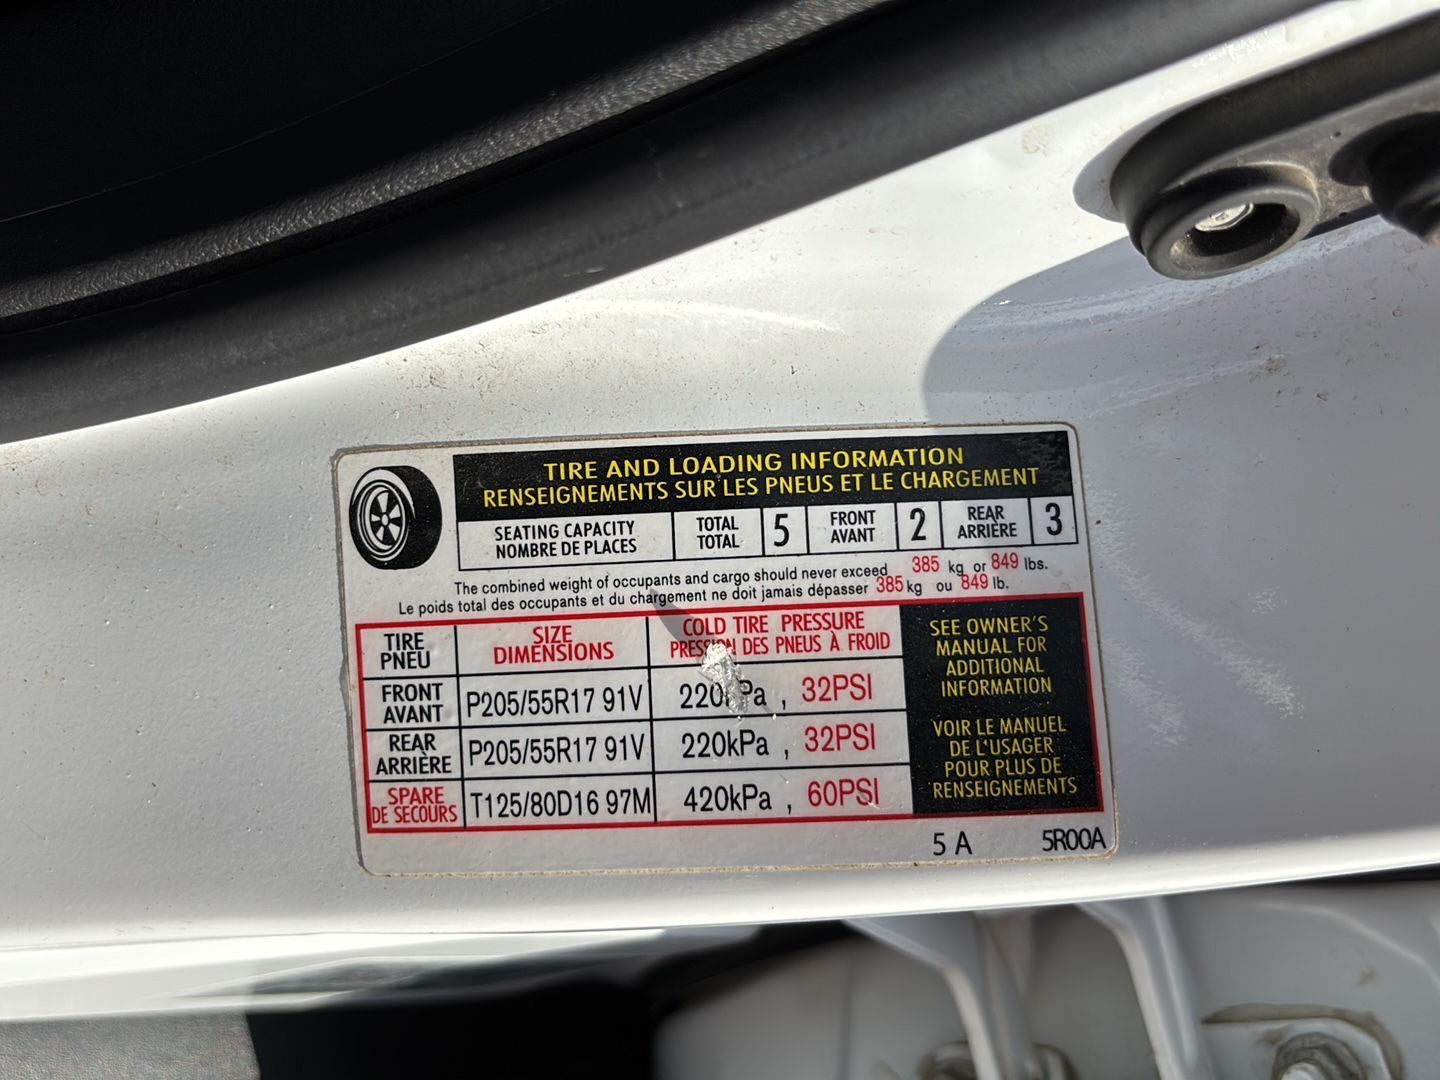 TIRE AND LOADING INFORMATION
RENSEIGNEMENTS SUR LES PNEUS ET LE CHARGEMENT
SEATING CAPACITY TOTAL 5 FRONT 2 REAR 3
NOMBRE DE PLACES TOTAL AVANT ARRIÈRE
The combined weight of occupants and cargo should never exceed 385 kg or 849 lbs.
Le poids total des occupants et du chargement ne doit jamais dépasser 385 kg ou 849 lb.
TIRE SIZE COLD TIRE PRESSURE
PNEU DIMENSIONS PRESSION DES PNEUS À FROID
FRONT
AVANT P205/55R17 91V 220kPa , 32PSI
REAR
ARRIÈRE P205/55R17 91V 220kPa , 32PSI
SPARE
DE SECOURS T125/80D16 97M 420kPa , 60PSI
SEE OWNER'S
MANUAL FOR
ADDITIONAL
INFORMATION
VOIR LE MANUEL
DE L'USAGER
POUR PLUS DE
RENSEIGNEMENTS
5 A 5R00A